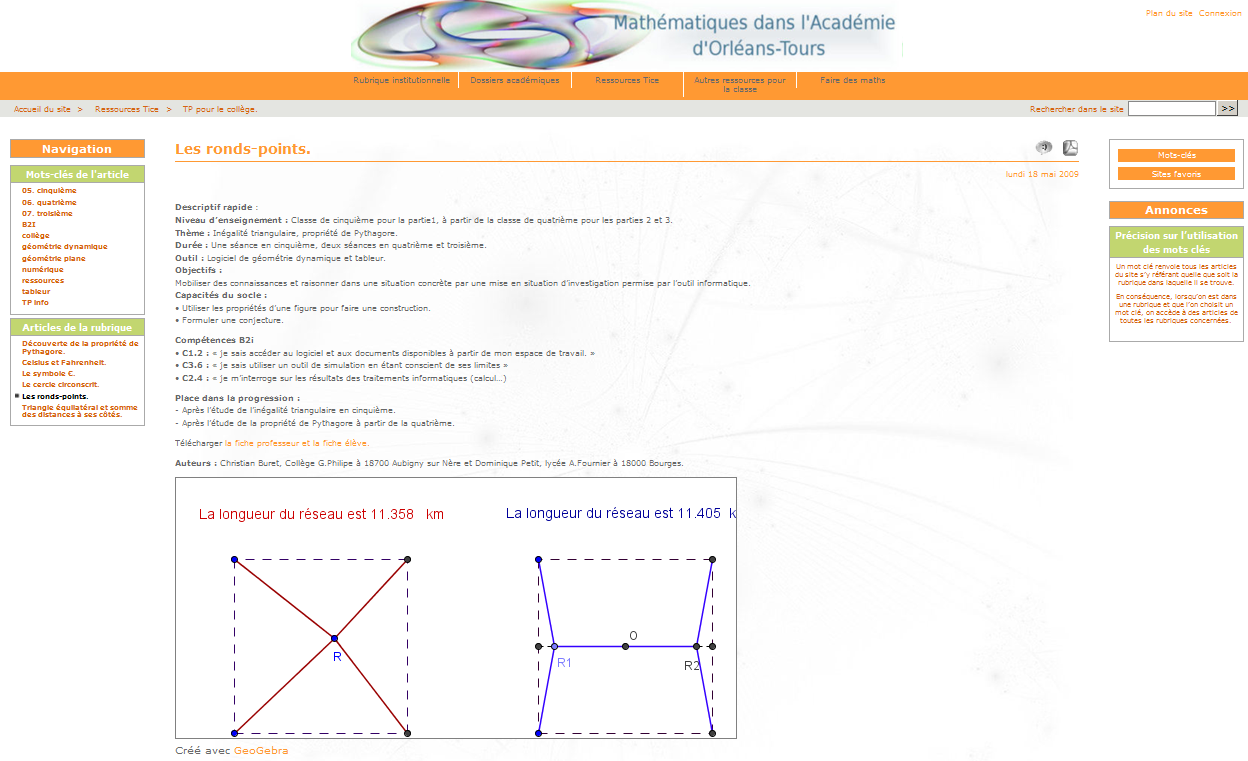 Mathématiques dans l'Académie
d'Orléans-Tours
Plan du site Connexion
Rubrique institutionnelle
Dossiers académiques
Ressources Tice
Autres ressources pour
la classe
Faire des maths
Accueil du site > Ressources Tice > TP pour le collège.
Rechercher dans le site >>
Navigation
Mots-clés de l'article
05. cinquième
06. quatrième
07. troisième
B2I
collège
géométrie dynamique
géométrie plane
numérique
ressources
tableur
TP info
Articles de la rubrique
Découverte de la propriété de
Pythagore.
Celsius et Fahrenheit.
Le symbole C.
Le cercle circonscrit.
Les ronds-points.
Triangle équilatéral et somme
des distances à ses côtés.
Les ronds-points.
lundi 18 mai 2009
Descriptif rapide :
Niveau d'enseignement : Classe de cinquième pour la partie1, à partir de la classe de quatrième pour les parties 2 et 3.
Thème : Inégalité triangulaire, propriété de Pythagore.
Durée : Une séance en cinquième, deux séances en quatrième et troisième.
Outil : Logiciel de géométrie dynamique et tableur.
Objectifs :
Mobiliser des connaissances et raisonner dans une situation concrète par une mise en situation d'investigation permise par l'outil informatique.
Capacités du socle :
• Utiliser les propriétés d'une figure pour faire une construction.
• Formuler une conjecture.
Compétences B2i
• C1.2 : « je sais accéder au logiciel et aux documents disponibles à partir de mon espace de travail. »
• C3.6 : « je sais utiliser un outil de simulation en étant conscient de ses limites »
• C2.4 : « je m'interroge sur les résultats des traitements informatiques (calcul...)
Place dans la progression :
- Après l'étude de l'inégalité triangulaire en cinquième.
- Après l'étude de la propriété de Pythagore à partir de la quatrième.
Télécharger la fiche professeur et la fiche élève.
Auteurs : Christian Buret, Collège G.Philipe à 18700 Aubigny sur Nère et Dominique Petit, lycée A.Fournier à 18000 Bourges.
La longueur du réseau est 11.358 km
La longueur du réseau est 11.405 k
R
O
R1
R2
Créé avec GeoGebra
Mots-clés
Sites favoris
Annonces
Précision sur l'utilisation
des mots clés
Un mot clé renvoie tous les articles
du site s'y référant quelle que soit la
rubrique dans laquelle il se trouve.
En conséquence, lorsqu'on est dans
une rubrique et que l'on choisit un
mot clé, on accède à des articles de
toutes les rubriques concernées.